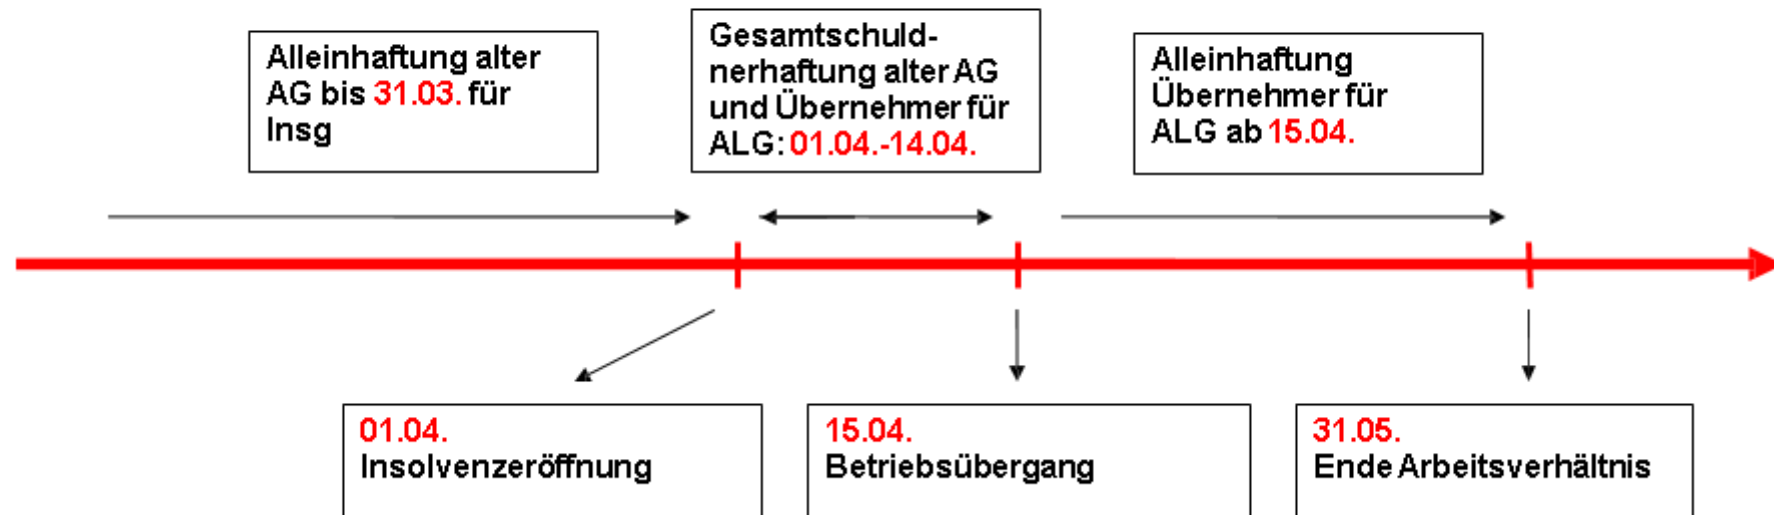 Alleinhaftung alter
AG bis 31.03. für
Insg
Gesamtschuld-
nerhaftung alter AG
und Übernehmer für
ALG: 01.04.-14.04.
Alleinhaftung
Übernehmer für
ALG ab 15.04.
01.04.
Insolvenzeröffnung
15.04.
Betriebsübergang
31.05.
Ende Arbeitsverhältnis